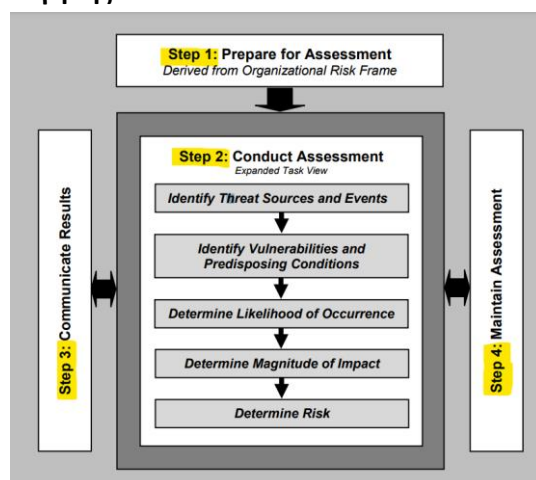 Step 1: Prepare for Assessment
Derived from Organizational Risk Frame
Step 2: Conduct Assessment
Expanded Task View
Identify Threat Sources and Events
Identify Vulnerabilities and
Predisposing Conditions
Determine Likelihood of Occurrence
Determine Magnitude of Impact
Determine Risk
Step 3: Communicate Results
Step 4: Maintain Assessment